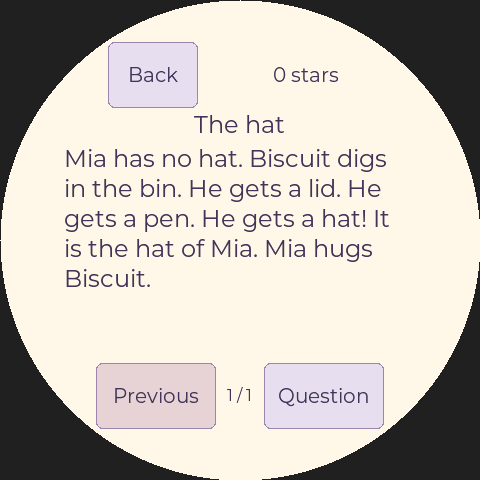 Back
0 stars
The hat
Mia has no hat. Biscuit digs
in the bin. He gets a lid. He
gets a pen. He gets a hat! It
is the hat of Mia. Mia hugs
Biscuit.
Previous
1 / 1
Question